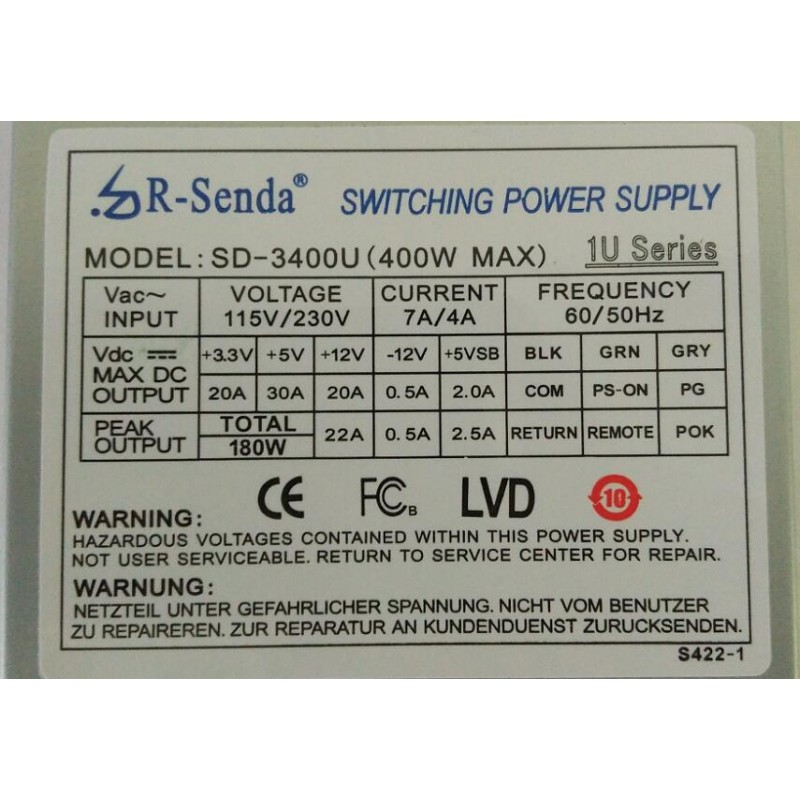 R-Senda® SWITCHING POWER SUPPLY
MODEL: SD-3400U (400W MAX) 1U Series
Vac~ INPUT VOLTAGE 115V/230V CURRENT 7A/4A FREQUENCY 60/50Hz
Vdc MAX DC OUTPUT +3.3V +5V +12V -12V +5VSB BLK GRN GRY
20A 30A 20A 0.5A 2.0A COM PS-ON PG
PEAK OUTPUT TOTAL 180W 22A 0.5A 2.5A RETURN REMOTE POK
CE FCB LVD 10
WARNING:
HAZARDOUS VOLTAGES CONTAINED WITHIN THIS POWER SUPPLY.
NOT USER SERVICEABLE. RETURN TO SERVICE CENTER FOR REPAIR.
WARNUNG:
NETZTEIL UNTER GEFAHRLICHER SPANNUNG. NICHT VOM BENUTZER
ZU REPAIREREN. ZUR REPARATUR AN KUNDENDUENST ZURUCKSENDEN.
S422-1